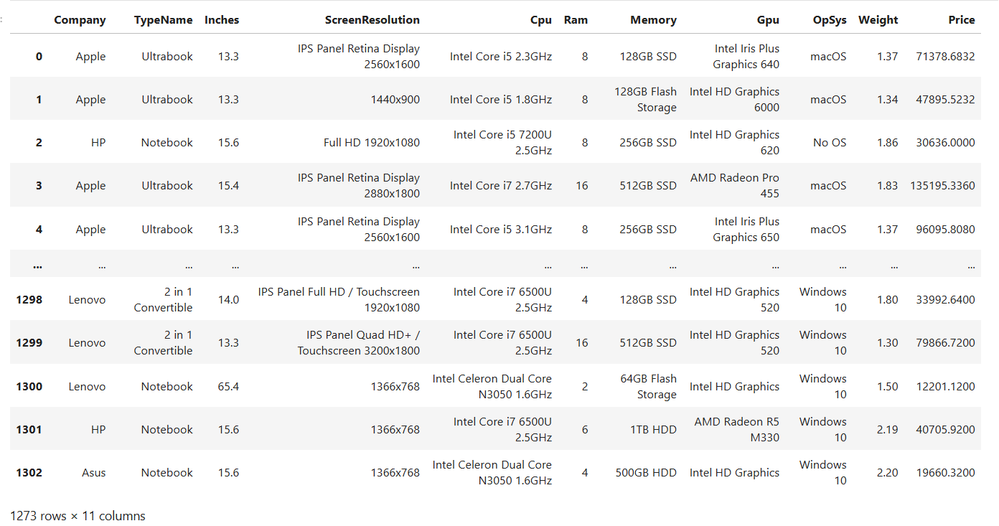 Company TypeName Inches ScreenResolution Cpu Ram Memory Gpu OpSys Weight Price
0 Apple Ultrabook 13.3 IPS Panel Retina Display 2560x1600 Intel Core i5 2.3GHz 8 128GB SSD Intel Iris Plus Graphics 640 macOS 1.37 71378.6832
1 Apple Ultrabook 13.3 1440x900 Intel Core i5 1.8GHz 8 128GB Flash Storage Intel HD Graphics 6000 macOS 1.34 47895.5232
2 HP Notebook 15.6 Full HD 1920x1080 Intel Core i5 7200U 2.5GHz 8 256GB SSD Intel HD Graphics 620 No OS 1.86 30636.0000
3 Apple Ultrabook 15.4 IPS Panel Retina Display 2880x1800 Intel Core i7 2.7GHz 16 512GB SSD AMD Radeon Pro 455 macOS 1.83 135195.3360
4 Apple Ultrabook 13.3 IPS Panel Retina Display 2560x1600 Intel Core i5 3.1GHz 8 256GB SSD Intel Iris Plus Graphics 650 macOS 1.37 96095.8080
... ... ... ... ... ... ... ... ... ... ... ...
1298 Lenovo 2 in 1 Convertible 14.0 IPS Panel Full HD / Touchscreen 1920x1080 Intel Core i7 6500U 2.5GHz 4 128GB SSD Intel HD Graphics 520 Windows 10 1.80 33992.6400
1299 Lenovo 2 in 1 Convertible 13.3 IPS Panel Quad HD+ / Touchscreen 3200x1800 Intel Core i7 6500U 2.5GHz 16 512GB SSD Intel HD Graphics 520 Windows 10 1.30 79866.7200
1300 Lenovo Notebook 65.4 1366x768 Intel Celeron Dual Core N3050 1.6GHz 2 64GB Flash Storage Intel HD Graphics Windows 10 1.50 12201.1200
1301 HP Notebook 15.6 1366x768 Intel Core i7 6500U 2.5GHz 6 1TB HDD AMD Radeon R5 M330 Windows 10 2.19 40705.9200
1302 Asus Notebook 15.6 1366x768 Intel Celeron Dual Core N3050 1.6GHz 4 500GB HDD Intel HD Graphics Windows 10 2.20 19660.3200
1273 rows × 11 columns